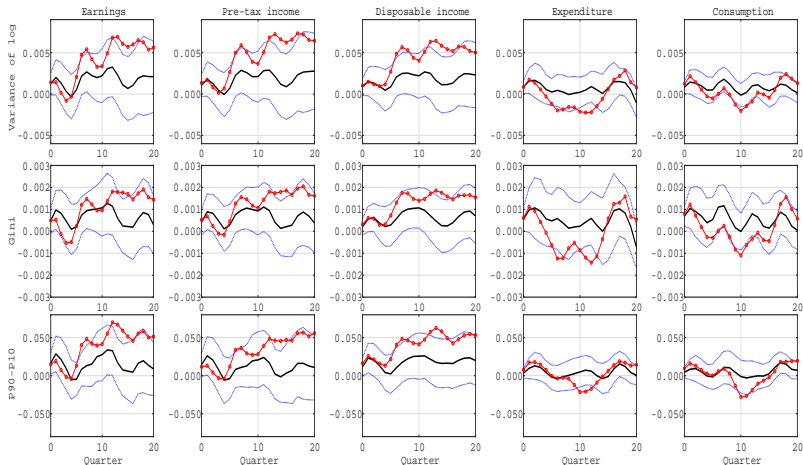 Earnings Pre-tax income Disposable income Expenditure Consumption
Variance of log
0.005 0.005 0.005 0.005 0.005
0.000 0.000 0.000 0.000 0.000
-0.005 -0.005 -0.005 -0.005 -0.005
0 10 20 0 10 20 0 10 20 0 10 20 0 10 20
Gini
0.003 0.003 0.003 0.003 0.003
0.002 0.002 0.002 0.002 0.002
0.001 0.001 0.001 0.001 0.001
0.000 0.000 0.000 0.000 0.000
-0.001 -0.001 -0.001 -0.001 -0.001
-0.002 -0.002 -0.002 -0.002 -0.002
-0.003 -0.003 -0.003 -0.003 -0.003
0 10 20 0 10 20 0 10 20 0 10 20 0 10 20
P90-P10
0.050 0.050 0.050 0.050 0.050
0.000 0.000 0.000 0.000 0.000
-0.050 -0.050 -0.050 -0.050 -0.050
0 10 20 0 10 20 0 10 20 0 10 20 0 10 20
Quarter Quarter Quarter Quarter Quarter